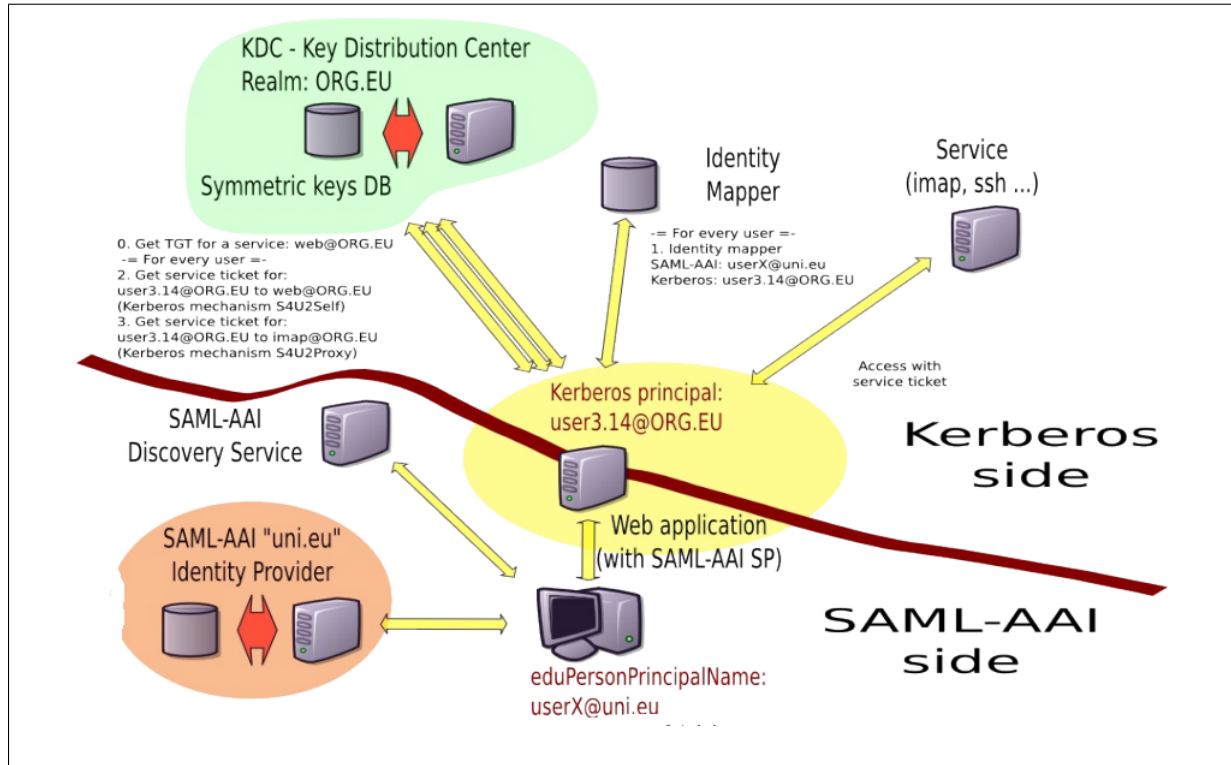 KDC - Key Distribution Center
Realm: ORG.EU
Symmetric keys DB
Identity
Mapper
Service
(imap, ssh ...)
0. Get TGT for a service: web@ORG.EU
-= For every user =-
2. Get service ticket for:
user3.14@ORG.EU to web@ORG.EU
(Kerberos mechanism S4U2Self)
3. Get service ticket for:
user3.14@ORG.EU to imap@ORG.EU
(Kerberos mechanism S4U2Proxy)
-= For every user =-
1. Identity mapper
SAML-AAI: userX@uni.eu
Kerberos: user3.14@ORG.EU
Access with
service ticket
Kerberos principal:
user3.14@ORG.EU
Kerberos
side
SAML-AAI
Discovery Service
Web application
(with SAML-AAI SP)
SAML-AAI "uni.eu"
Identity Provider
SAML-AAI
side
eduPersonPrincipalName:
userX@uni.eu